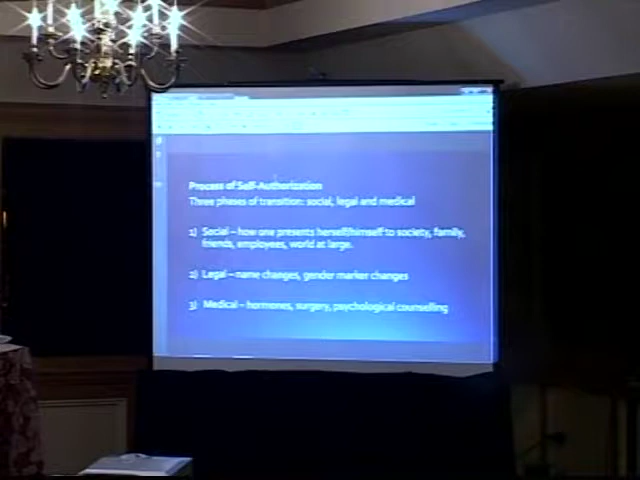 Process of Self-Authorization
Three phases of transition: social, legal and medical
1) Social – how one presents herself/himself to society, family,
friends, employees, world at large.
2) Legal – name changes, gender marker changes
3) Medical – hormones, surgery, psychological counselling